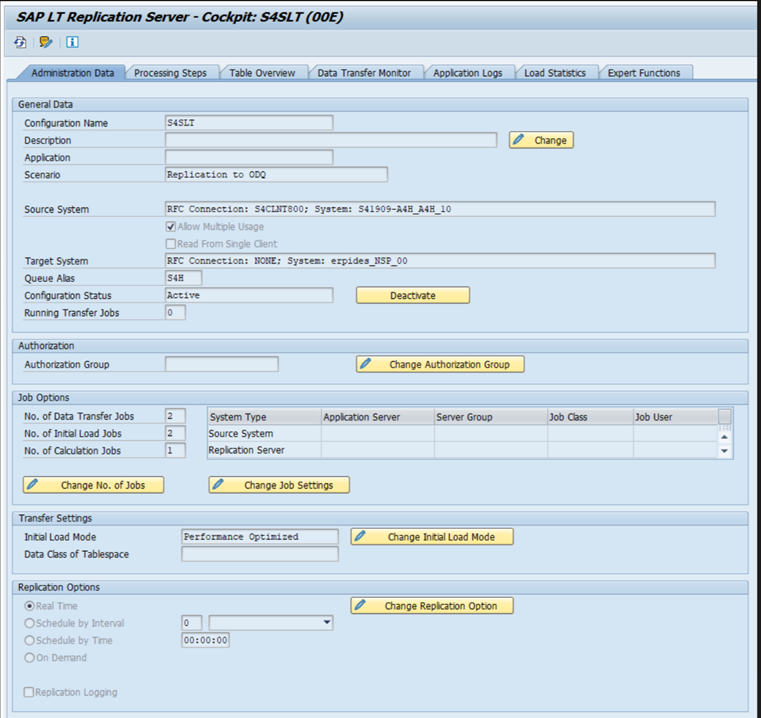 SAP LT Replication Server - Cockpit: S4SLT (00E)
Administration Data Processing Steps Table Overview Data Transfer Monitor Application Logs Load Statistics Expert Functions
General Data
Configuration Name S4SLT
Description Change
Application
Scenario Replication to ODQ
Source System RFC Connection: S4CLNT800; System: S41909-A4H_A4H_10
Allow Multiple Usage
Read From Single Client
Target System RFC Connection: NONE; System: erpides_NSP_00
Queue Alias S4H
Configuration Status Active Deactivate
Running Transfer Jobs 0
Authorization
Authorization Group Change Authorization Group
Job Options
No. of Data Transfer Jobs 2 System Type Application Server Server Group Job Class Job User
No. of Initial Load Jobs 2 Source System
No. of Calculation Jobs 1 Replication Server
Change No. of Jobs Change Job Settings
Transfer Settings
Initial Load Mode Performance Optimized Change Initial Load Mode
Data Class of Tablespace
Replication Options
Real Time Change Replication Option
Schedule by Interval 0
Schedule by Time 00:00:00
On Demand
Replication Logging